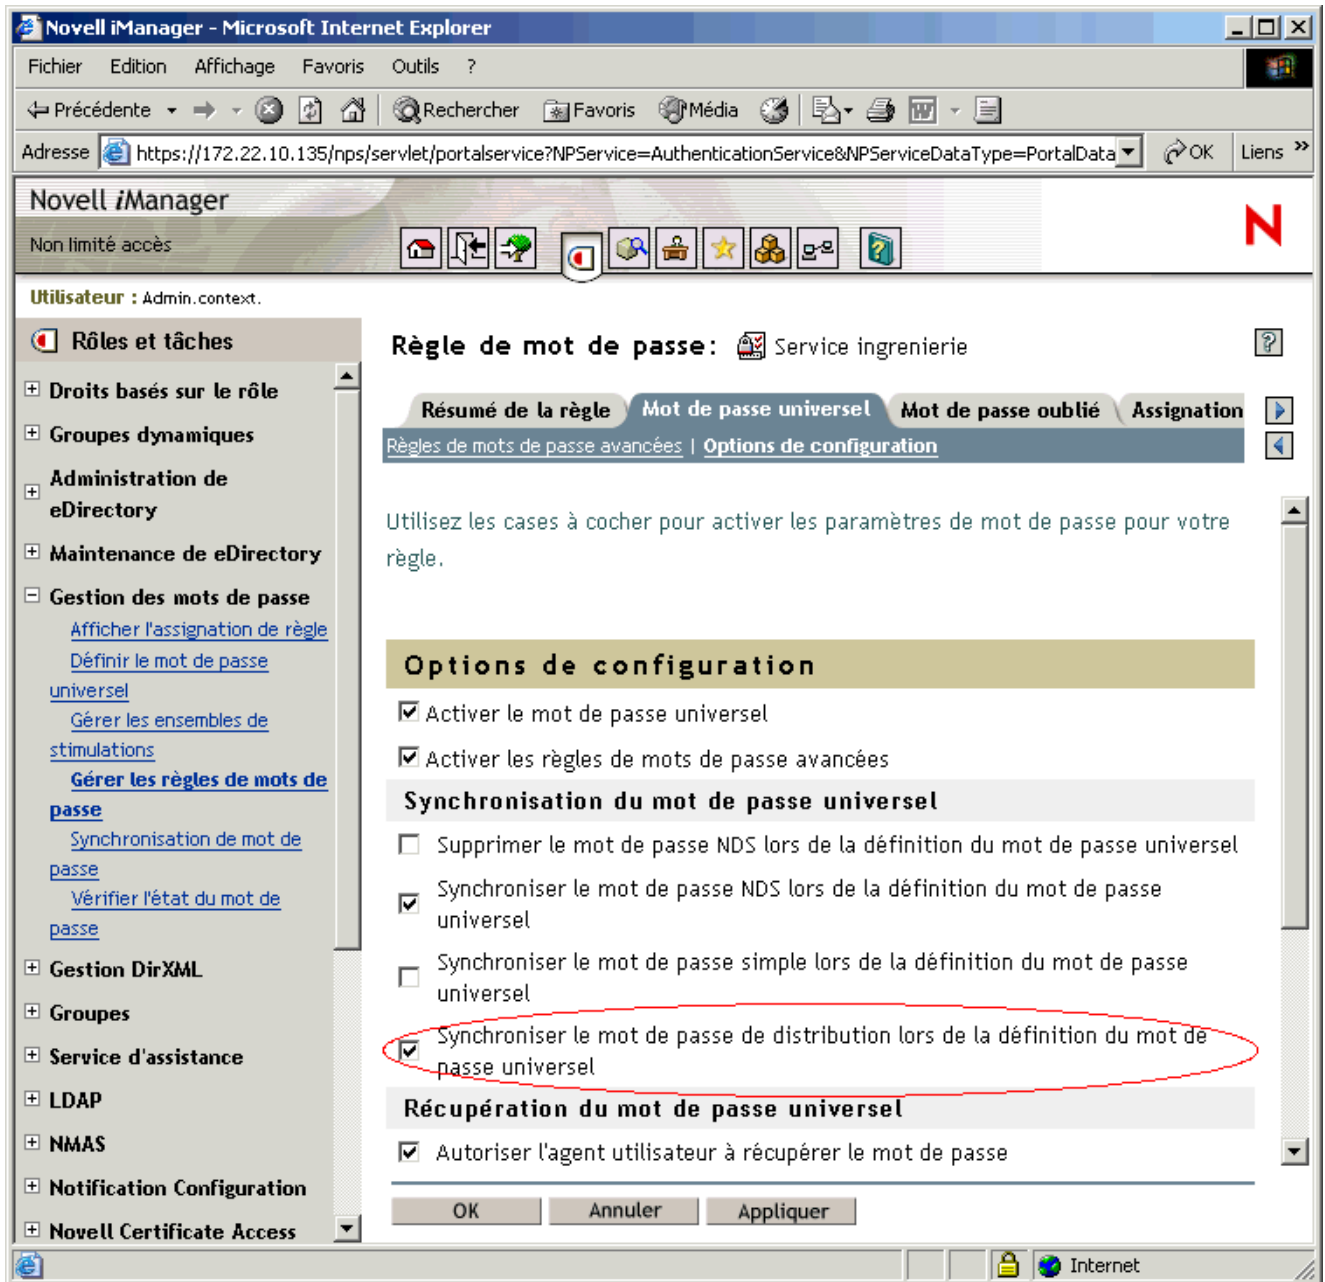 Novell iManager - Microsoft Internet Explorer
Fichier Edition Affichage Favoris Outils ?
Précédente Rechercher Favoris Média
Adresse https://172.22.10.135/nps/servlet/portalservice?NPService=AuthenticationService&NPServiceDataType=PortalData OK Liens »
Novell iManager
Non limité accès
N
Utilisateur : Admin.context.
Rôles et tâches
Droits basés sur le rôle
Groupes dynamiques
Administration de
eDirectory
Maintenance de eDirectory
Gestion des mots de passe
Afficher l'assignation de règle
Définir le mot de passe
universel
Gérer les ensembles de
stimulations
Gérer les règles de mots de
passe
Synchronisation de mot de
passe
Vérifier l'état du mot de
passe
Gestion DirXML
Groupes
Service d'assistance
LDAP
NMAS
Notification Configuration
Novell Certificate Access
Règle de mot de passe: Service ingrenierie
?
Résumé de la règle Mot de passe universel Mot de passe oublié Assignation
Règles de mots de passe avancées | Options de configuration
Utilisez les cases à cocher pour activer les paramètres de mot de passe pour votre
règle.
Options de configuration
Activer le mot de passe universel
Activer les règles de mots de passe avancées
Synchronisation du mot de passe universel
Supprimer le mot de passe NDS lors de la définition du mot de passe universel
Synchroniser le mot de passe NDS lors de la définition du mot de passe
universel
Synchroniser le mot de passe simple lors de la définition du mot de passe
universel
Synchroniser le mot de passe de distribution lors de la définition du mot de
passe universel
Récupération du mot de passe universel
Autoriser l'agent utilisateur à récupérer le mot de passe
OK Annuler Appliquer
Internet